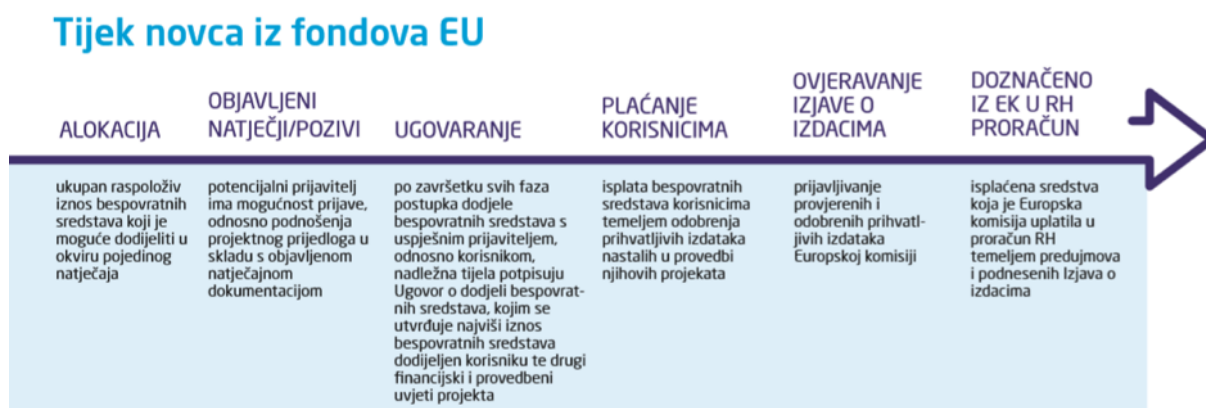 Tijek novca iz fondova EU
ALOKACIJA
ukupan raspoloživ
iznos bespovratnih
sredstava koji je
moguće dodijeliti u
okviru pojedinog
natječaja
OBJAVLJENI
NATJEČJI/POZIVI
potencijalni prijavitelj
ima mogućnost prijave,
odnosno podnošenja
projektnog prijedloga u
skladu s objavljenom
natječajnom
dokumentacijom
UGOVARANJE
po završetku svih faza
postupka dodjele
bespovratnih sredstava s
uspješnim prijaviteljem,
odnosno korisnikom,
nadležna tijela potpisuju
Ugovor o dodjeli bespovrat-
nih sredstava, kojim se
utvrđuje najviši iznos
bespovratnih sredstava
dodijeljen korisniku te drugi
financijski i provedbeni
uvjeti projekta
PLAĆANJE
KORISNICIMA
isplata bespovratnih
sredstava korisnicima
temeljem odobrenja
prihvatljivih izdataka
nastalih u provedbi
njihovih projekata
OVJERAVANJE
IZJAVE O
IZDACIMA
prijavljivanje
provjerenih i
odobrenih prihvatl-
jivih izdataka
Europskoj komisiji
DOZNAČENO
IZ EK U RH
PRORAČUN
isplaćena sredstva
koja je Europska
komisija uplatila u
proračun RH
temeljem predujmova
i podnesenih Izjava o
izdacima